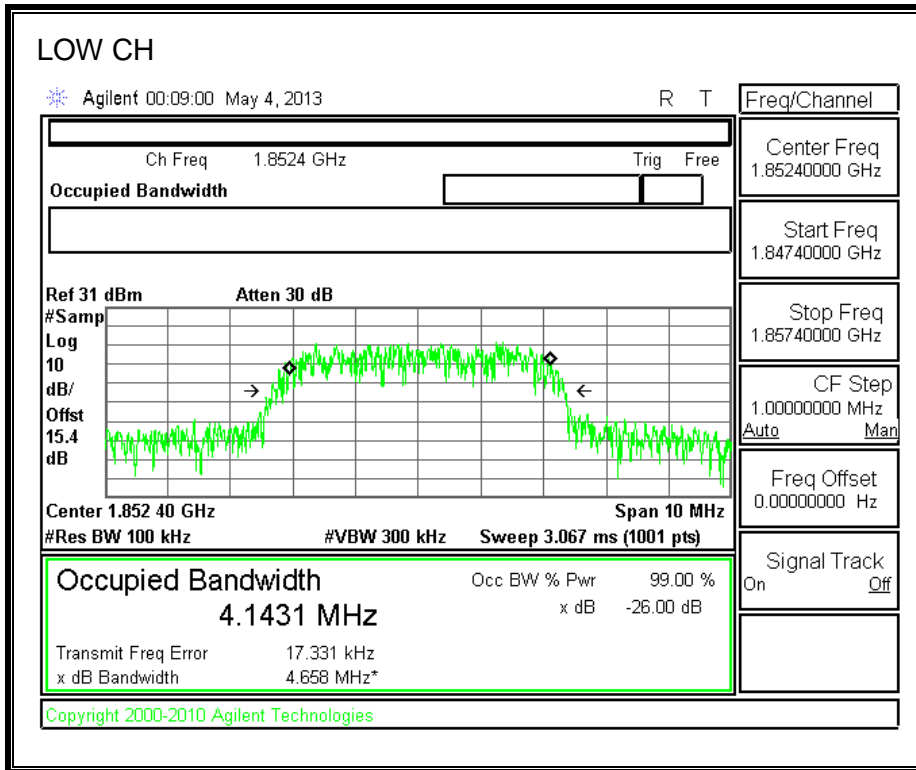 LOW CH
Agilent 00:09:00 May 4, 2013 R T
Freq/Channel
Ch Freq 1.8524 GHz Trig Free
Occupied Bandwidth
Center Freq
1.85240000 GHz
Start Freq
1.84740000 GHz
Stop Freq
1.85740000 GHz
CF Step
1.00000000 MHz
Auto Man
Freq Offset
0.00000000 Hz
Signal Track
On Off
Ref 31 dBm Atten 30 dB
#Samp
Log
10
dB/
Offst
15.4
dB
Center 1.852 40 GHz Span 10 MHz
#Res BW 100 kHz #VBW 300 kHz Sweep 3.067 ms (1001 pts)
Occupied Bandwidth Occ BW % Pwr 99.00 %
4.1431 MHz x dB -26.00 dB
Transmit Freq Error 17.331 kHz
x dB Bandwidth 4.658 MHz*
Copyright 2000-2010 Agilent Technologies